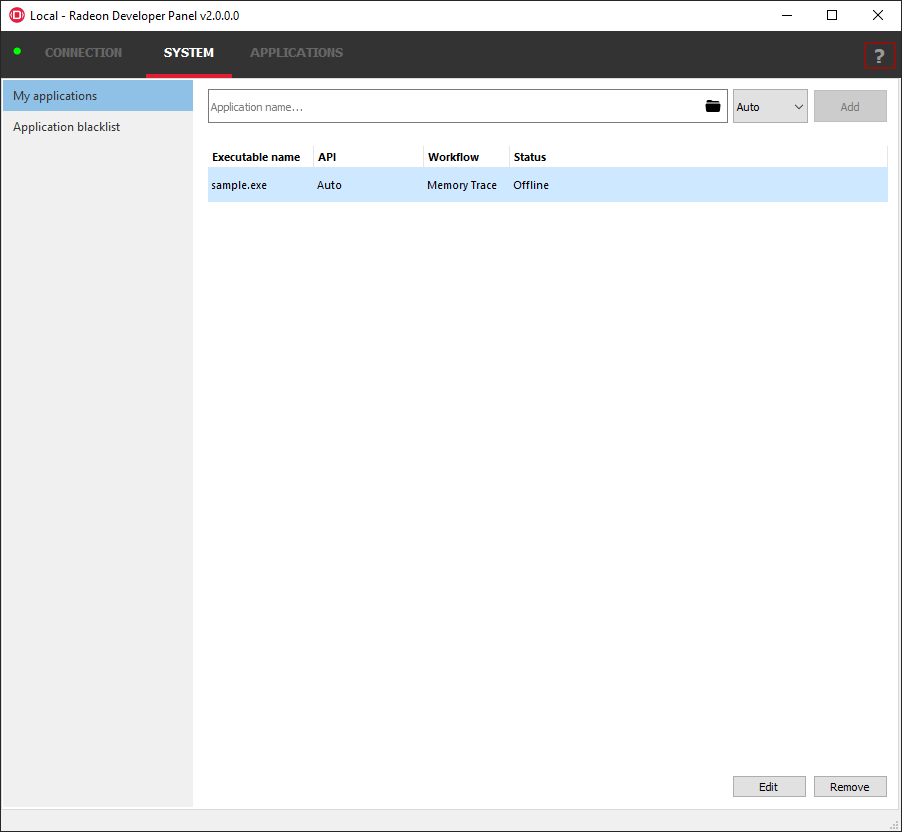 Local - Radeon Developer Panel v2.0.0.0
CONNECTION SYSTEM APPLICATIONS ?
My applications
Application blacklist
Application name... Auto Add
Executable name API Workflow Status
sample.exe Auto Memory Trace Offline
Edit Remove